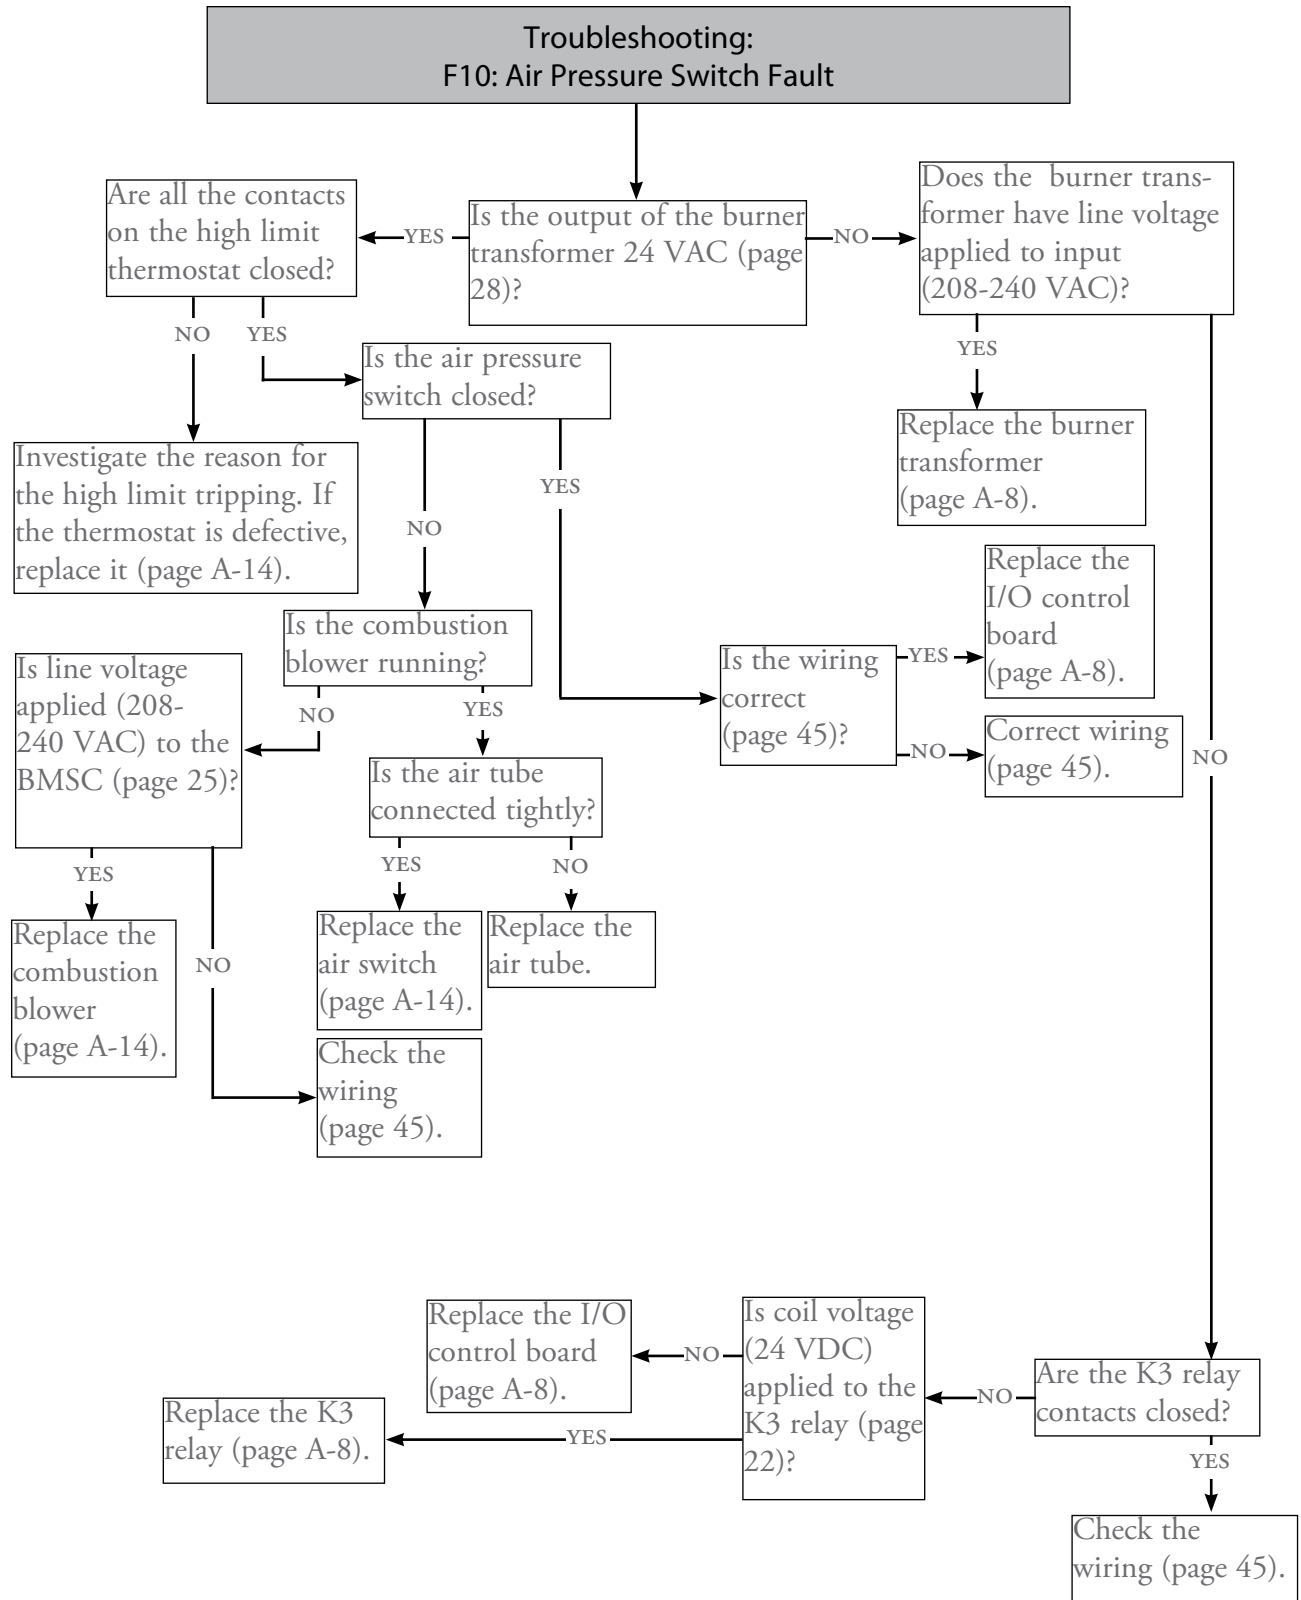 Troubleshooting:
F10: Air Pressure Switch Fault
Are all the contacts
on the high limit
thermostat closed?
YES
Is the output of the burner
transformer 24 VAC (page
28)?
NO
Does the burner trans-
former have line voltage
applied to input
(208-240 VAC)?
NO
YES
YES
Is the air pressure
switch closed?
Replace the burner
transformer
(page A-8).
Investigate the reason for
the high limit tripping. If
the thermostat is defective,
replace it (page A-14).
NO
YES
Is the combustion
blower running?
Replace the
I/O control
board
(page A-8).
Is the wiring
correct
(page 45)?
YES
NO
Correct wiring
(page 45).
NO
Is line voltage
applied (208-
240 VAC) to the
BMSC (page 25)?
NO
YES
Is the air tube
connected tightly?
YES
NO
YES
NO
Replace the
combustion
blower
(page A-14).
Replace the
air switch
(page A-14).
Replace the
air tube.
Check the
wiring
(page 45).
Replace the I/O
control board
(page A-8).
NO
Is coil voltage
(24 VDC)
applied to the
K3 relay (page
22)?
NO
Are the K3 relay
contacts closed?
Replace the K3
relay (page A-8).
YES
YES
Check the
wiring (page 45).